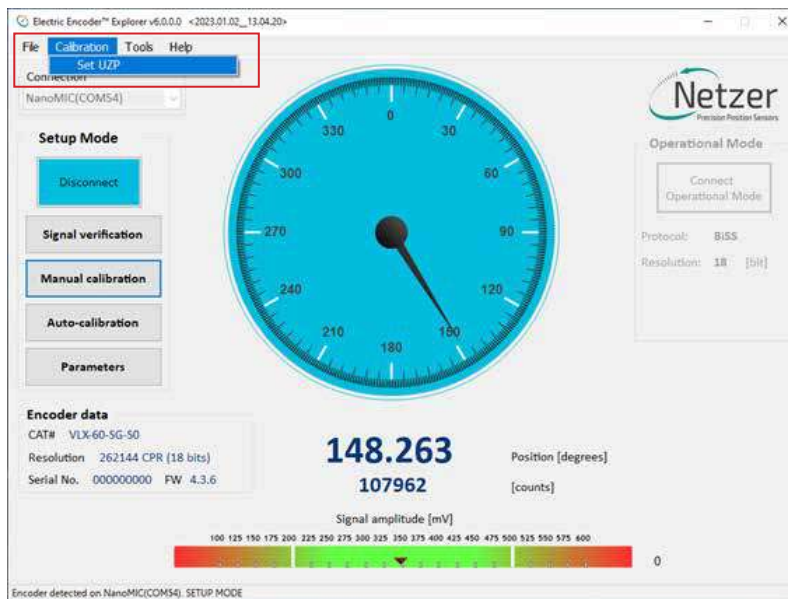 Electric Encoder™ Explorer v6.0.0.0 <2023.01.02__13.04.20>
File Calibration Tools Help
Set UZP
Connection
NanoMIC(COM54)
Netzer
Precision Position Sensors
Setup Mode
Disconnect
Signal verification
Manual calibration
Auto-calibration
Parameters
0
30
60
90
120
150
180
210
240
270
300
330
Operational Mode
Connect
Operational Mode
Protocol: BiSS
Resolution: 18 [bit]
Encoder data
CAT# VLX-60-SG-S0
Resolution 262144 CPR (18 bits)
Serial No. 000000000 FW 4.3.6
148.263 Position [degrees]
107962 [counts]
Signal amplitude [mV]
100 125 150 175 200 225 250 275 300 325 350 375 400 425 450 475 500 525 550 575 600
0
Encoder detected on NanoMIC(COM54). SETUP MODE